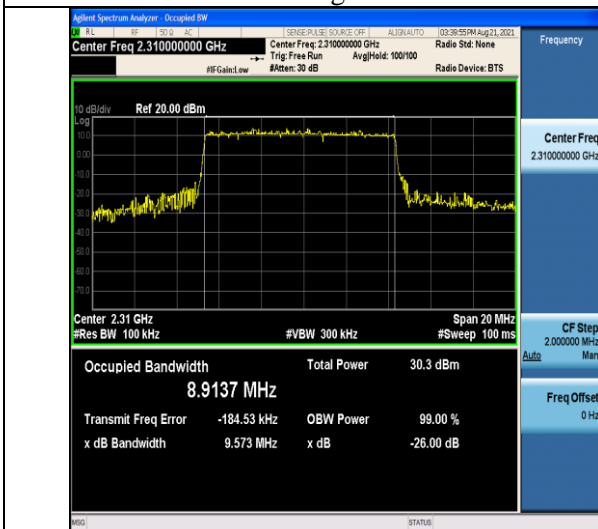 Agilent Spectrum Analyzer - Occupied BW
RL RF 50 Ω AC SENSE:PULSE SOURCE OFF ALIGNAUTO 03:39:55PM Aug 21, 2021
Center Freq 2.310000000 GHz
Center Freq: 2.310000000 GHz
Radio Std: None
Trig: Free Run Avg|Hold: 100/100
#IFGain:Low #Atten: 30 dB Radio Device: BTS
Frequency
10 dB/div Ref 20.00 dBm
Log
10.0
0.00
-10.0
-20.0
-30.0
-40.0
-50.0
-60.0
-70.0
Center 2.31 GHz Span 20 MHz
#Res BW 100 kHz #VBW 300 kHz #Sweep 100 ms
Occupied Bandwidth Total Power 30.3 dBm
8.9137 MHz
Transmit Freq Error -184.53 kHz OBW Power 99.00 %
x dB Bandwidth 9.573 MHz x dB -26.00 dB
Center Freq
2.310000000 GHz
CF Step
2.000000 MHz
Auto Man
Freq Offset
0 Hz
MSG STATUS